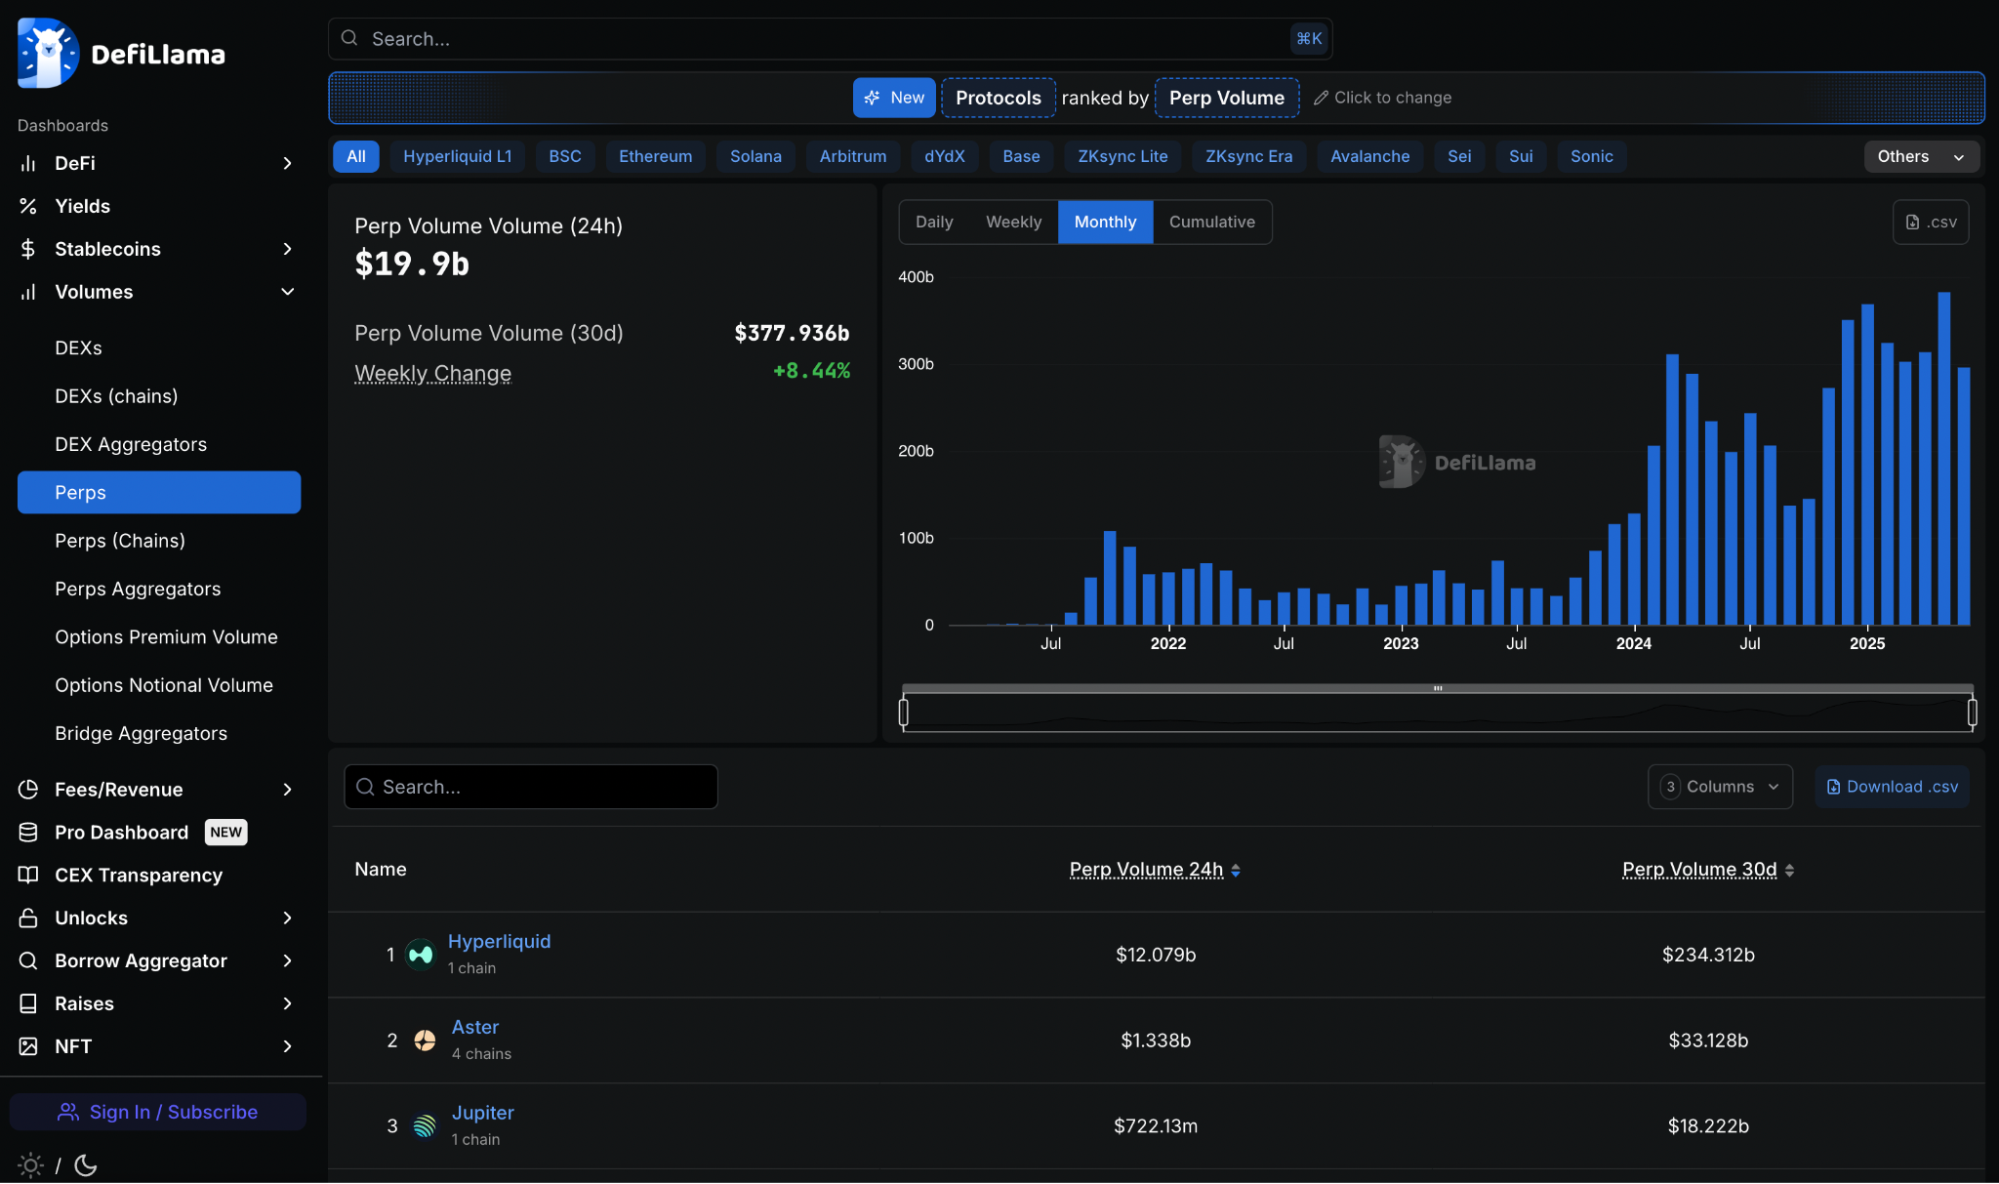 DefiLlama
Dashboards
DeFi
Yields
Stablecoins
Volumes
DEXs
DEXs (chains)
DEX Aggregators
Perps
Perps (Chains)
Perps Aggregators
Options Premium Volume
Options Notional Volume
Bridge Aggregators
Fees/Revenue
Pro Dashboard NEW
CEX Transparency
Unlocks
Borrow Aggregator
Raises
NFT
Sign In / Subscribe
/
Search... ⌘K
New Protocols ranked by Perp Volume Click to change
All Hyperliquid L1 BSC Ethereum Solana Arbitrum dYdX Base ZKsync Lite ZKsync Era Avalanche Sei Sui Sonic Others
Perp Volume Volume (24h)
$19.9b
Perp Volume Volume (30d) $377.936b
Weekly Change +8.44%
Daily Weekly Monthly Cumulative .csv
400b
300b
200b
100b
0
DefiLlama
Jul 2022 Jul 2023 Jul 2024 Jul 2025
Search... 3 Columns Download .csv
Name Perp Volume 24h Perp Volume 30d
1 Hyperliquid $12.079b $234.312b
1 chain
2 Aster $1.338b $33.128b
4 chains
3 Jupiter $722.13m $18.222b
1 chain